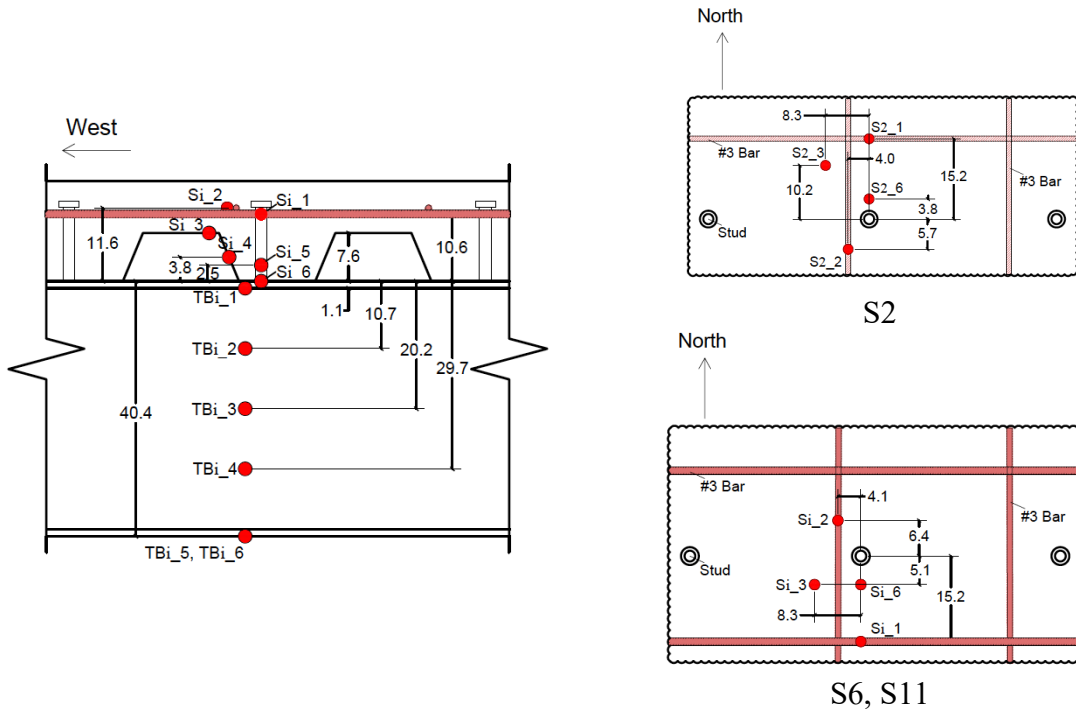 West
Si_2
Si_1
Si_3
Si_4
Si_5
Si_6
11.6
3.8
2.5
7.6
10.6
TBi_1
1.1
10.7
TBi_2
20.2
29.7
40.4
TBi_3
TBi_4
TBi_5, TBi_6
North
8.3
S2_1
#3 Bar
S2_3
4.0
15.2
#3 Bar
10.2
S2_6
3.8
5.7
Stud
S2_2
S2
North
#3 Bar
4.1
Si_2
#3 Bar
6.4
5.1
Stud
Si_3
Si_6
15.2
8.3
Si_1
S6, S11